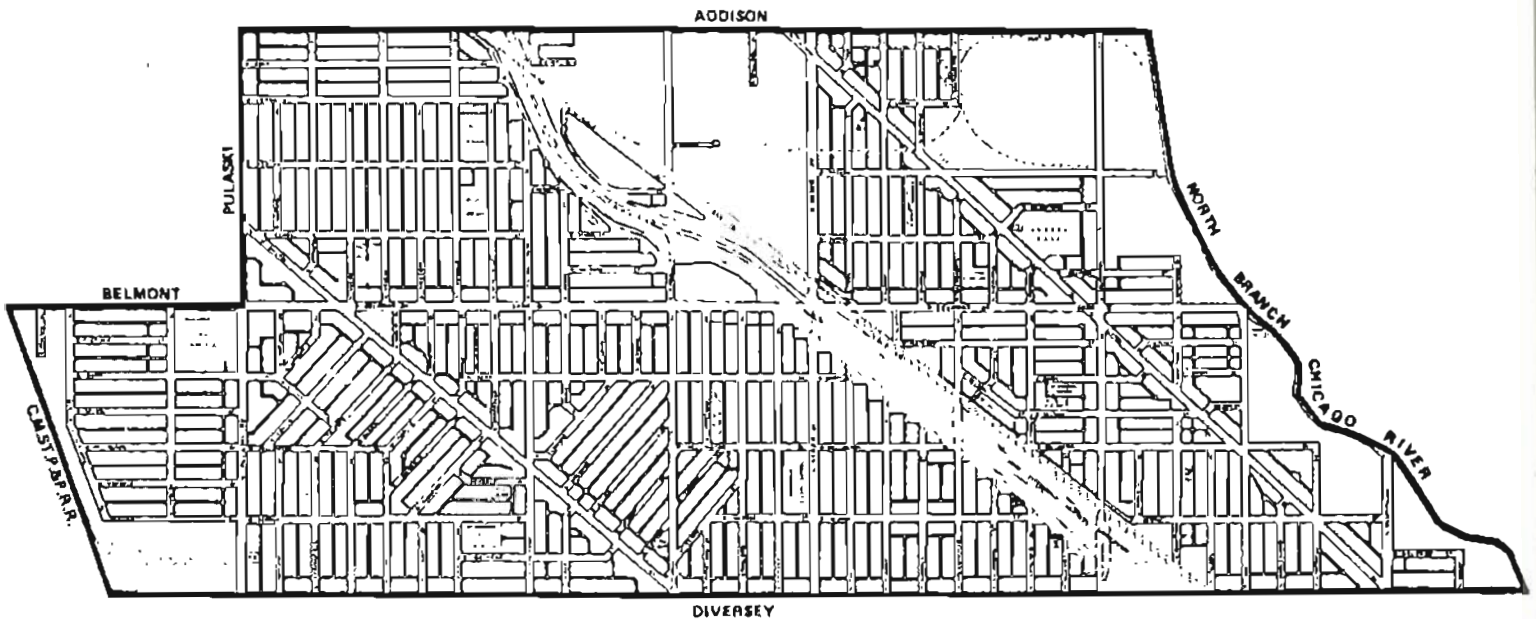 ADDISON
PULASKI
BELMONT
NORTH BRANCH CHICAGO RIVER
C.M.ST.P.&P.R.R.
DIVERSEY